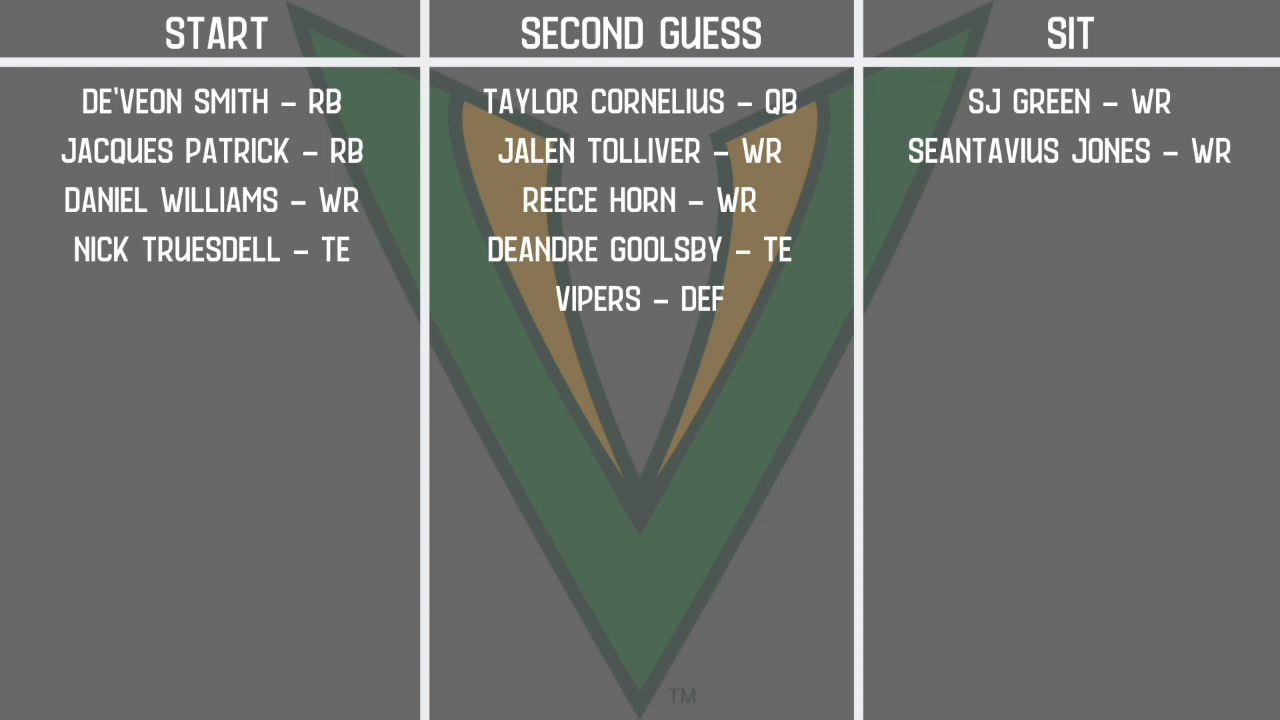 START
DE'VEON SMITH – RB
JACQUES PATRICK – RB
DANIEL WILLIAMS – WR
NICK TRUESDELL – TE
SECOND GUESS
TAYLOR CORNELIUS – QB
JALEN TOLLIVER – WR
REECE HORN – WR
DEANDRE GOOLSBY – TE
VIPERS – DEF
SIT
SJ GREEN – WR
SEANTAVIUS JONES – WR
TM